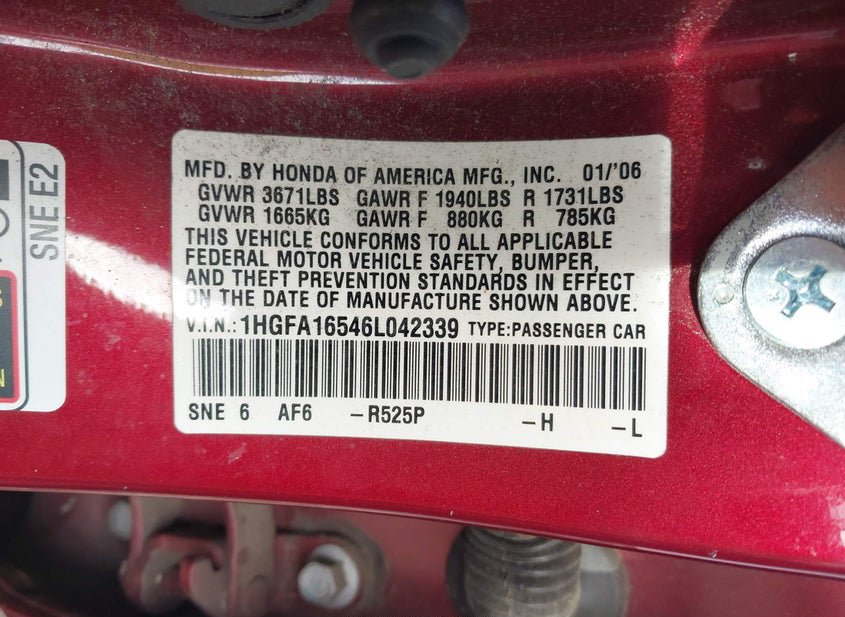 MFD. BY HONDA OF AMERICA MFG., INC. 01/'06
GVWR 3671LBS GAWR F 1940LBS R 1731LBS
GVWR 1665KG GAWR F 880KG R 785KG
THIS VEHICLE CONFORMS TO ALL APPLICABLE
FEDERAL MOTOR VEHICLE SAFETY, BUMPER,
AND THEFT PREVENTION STANDARDS IN EFFECT
ON THE DATE OF MANUFACTURE SHOWN ABOVE.
V.I.N.: 1HGFA16546L042339 TYPE:PASSENGER CAR
SNE 6 AF6 -R525P -H -L
SNE E2